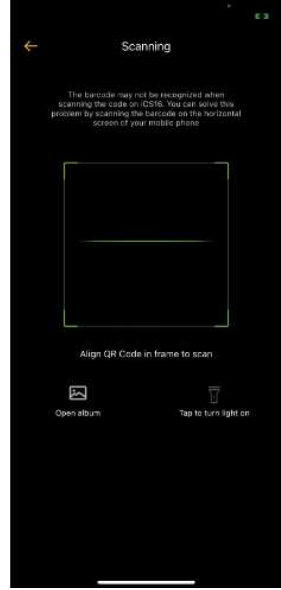 Scanning
The barcode may not be recognized when
scanning the code on iOS16. You can solve this
problem by scanning the barcode on the horizontal
screen of your mobile phone
Align QR Code in frame to scan
Open album
Tap to turn light on